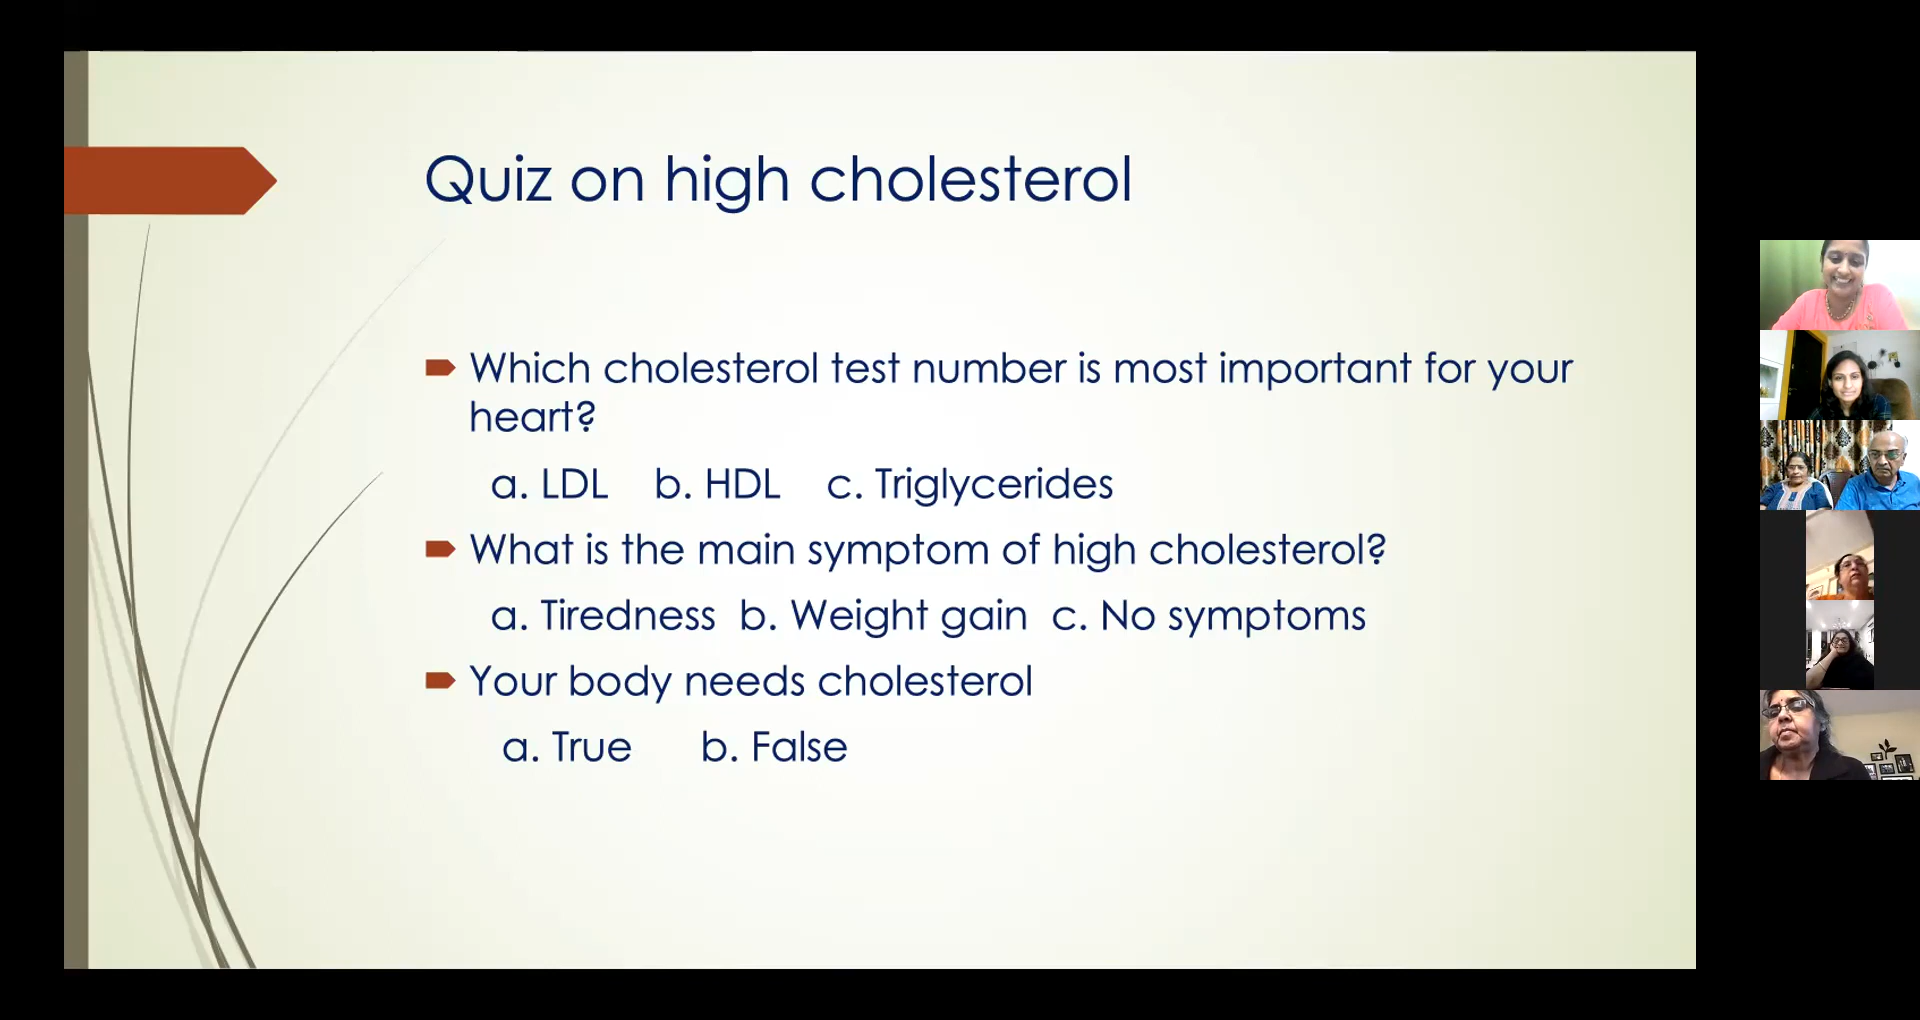 Quiz on high cholesterol
Which cholesterol test number is most important for your
heart?
a. LDL b. HDL c. Triglycerides
What is the main symptom of high cholesterol?
a. Tiredness b. Weight gain c. No symptoms
Your body needs cholesterol
a. True b. False